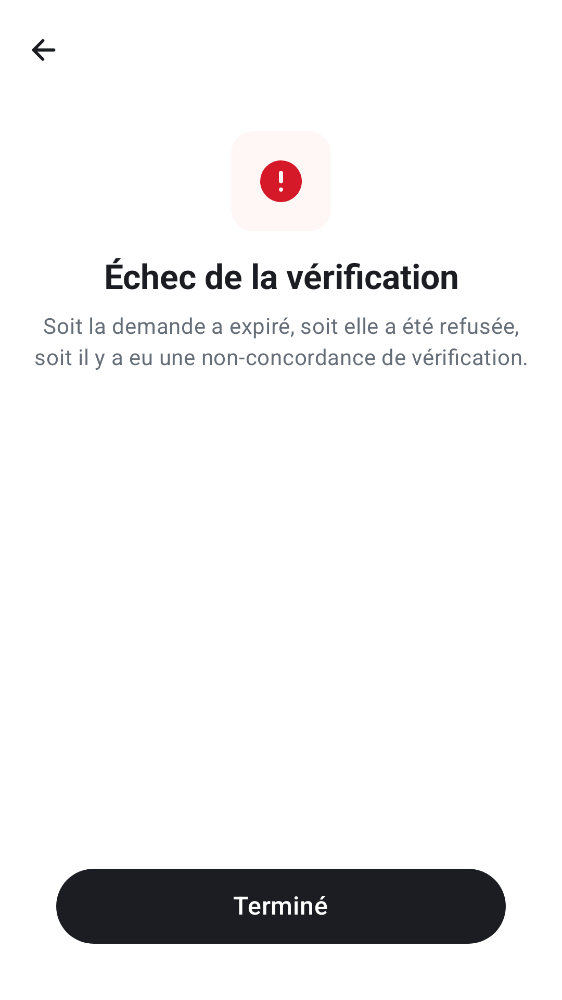 Échec de la vérification
Soit la demande a expiré, soit elle a été refusée,
soit il y a eu une non-concordance de vérification.
Terminé